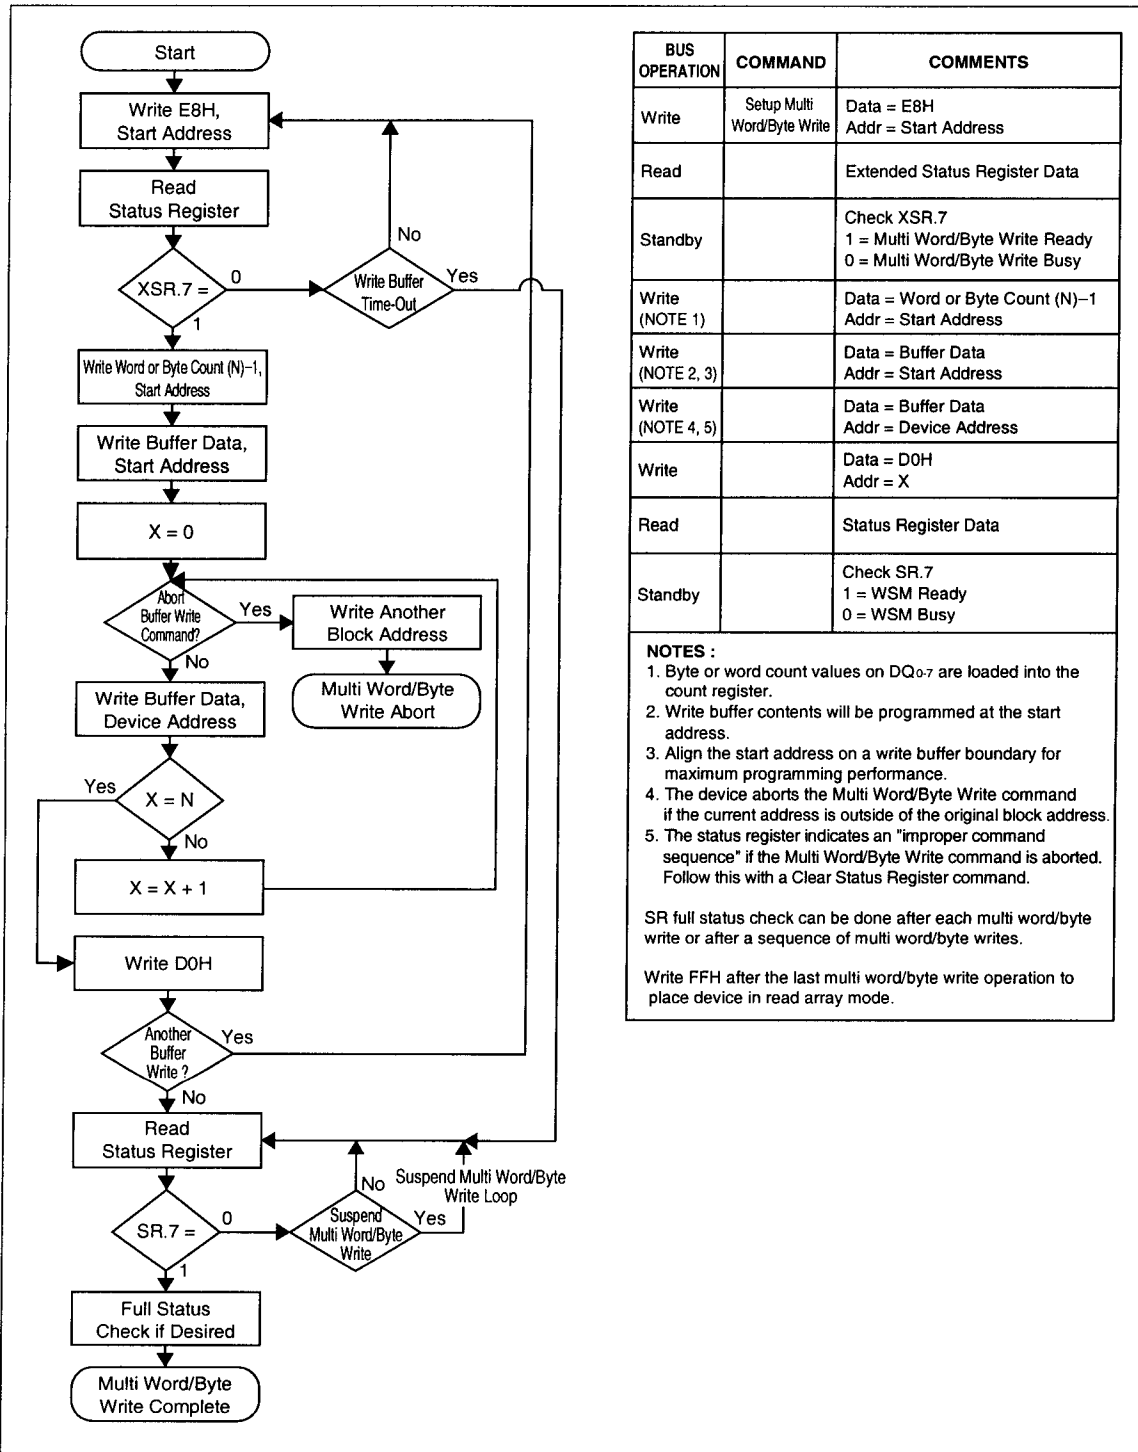 Start
Write E8H,
Start Address
Read
Status Register
No
XSR.7 =
0
Write Buffer
Time-Out
Yes
1
Write Word or Byte Count (N)−1,
Start Address
Write Buffer Data,
Start Address
X = 0
Abort
Buffer Write
Command?
Yes
Write Another
Block Address
No
Multi Word/Byte
Write Abort
Write Buffer Data,
Device Address
Yes
X = N
No
X = X + 1
Write D0H
Another
Buffer
Write ?
Yes
No
Read
Status Register
No
Suspend Multi Word/Byte
Write Loop
SR.7 =
0
Suspend
Multi Word/Byte
Write
Yes
1
Full Status
Check if Desired
Multi Word/Byte
Write Complete
BUS
OPERATION
COMMAND
COMMENTS
Write
Setup Multi
Word/Byte Write
Data = E8H
Addr = Start Address
Read
Extended Status Register Data
Standby
Check XSR.7
1 = Multi Word/Byte Write Ready
0 = Multi Word/Byte Write Busy
Write
(NOTE 1)
Data = Word or Byte Count (N)−1
Addr = Start Address
Write
(NOTE 2, 3)
Data = Buffer Data
Addr = Start Address
Write
(NOTE 4, 5)
Data = Buffer Data
Addr = Device Address
Write
Data = D0H
Addr = X
Read
Status Register Data
Standby
Check SR.7
1 = WSM Ready
0 = WSM Busy
NOTES :
1. Byte or word count values on DQ0-7 are loaded into the
count register.
2. Write buffer contents will be programmed at the start
address.
3. Align the start address on a write buffer boundary for
maximum programming performance.
4. The device aborts the Multi Word/Byte Write command
if the current address is outside of the original block address.
5. The status register indicates an "improper command
sequence" if the Multi Word/Byte Write command is aborted.
Follow this with a Clear Status Register command.
SR full status check can be done after each multi word/byte
write or after a sequence of multi word/byte writes.
Write FFH after the last multi word/byte write operation to
place device in read array mode.